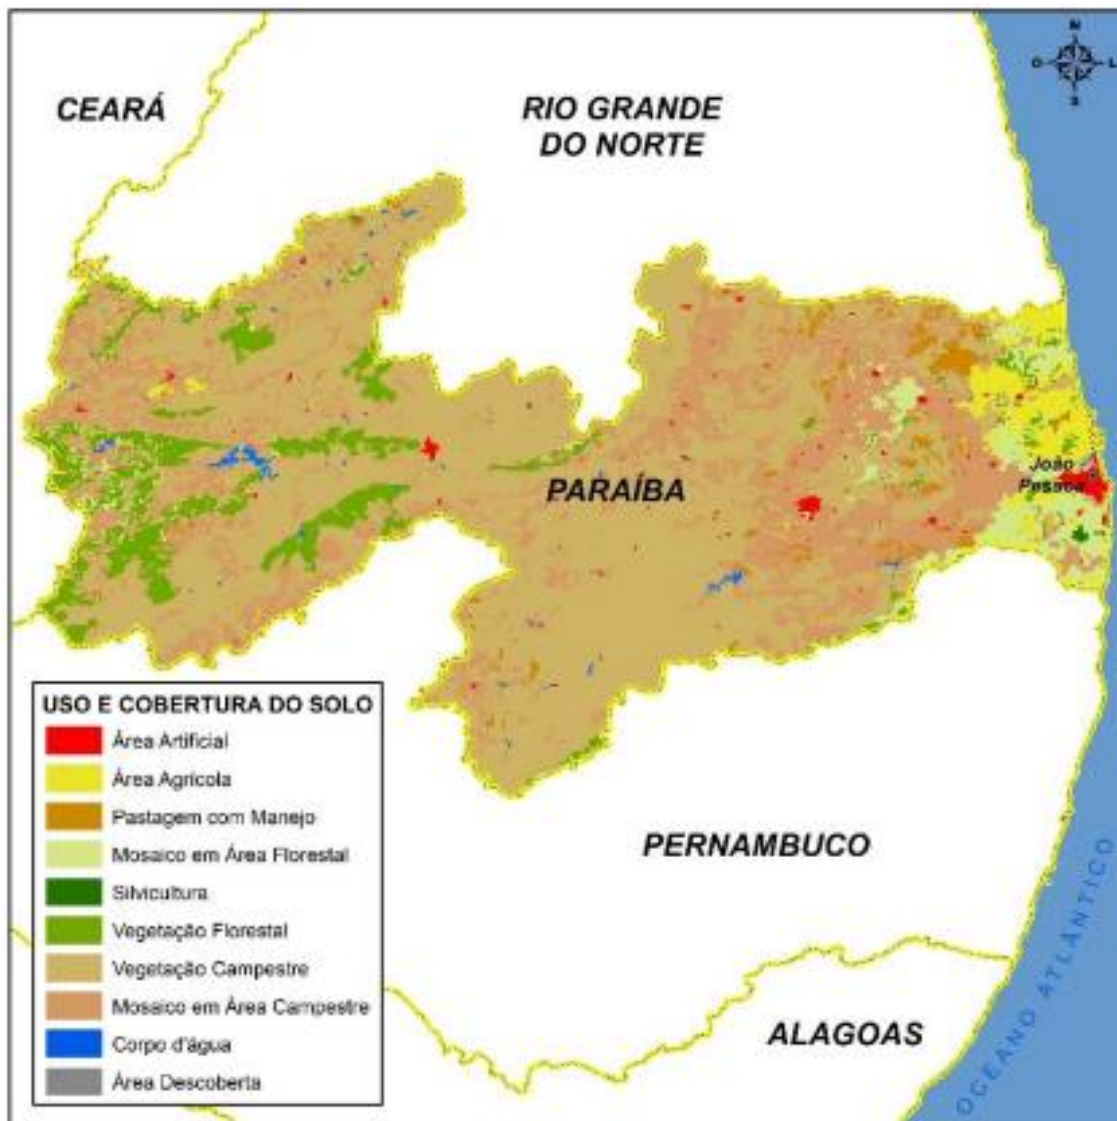 N
O
L
S
CEARÁ
RIO GRANDE
DO NORTE
PARAÍBA
João
Pessoa
PERNAMBUCO
ALAGOAS
OCEANO ATLÂNTICO
USO E COBERTURA DO SOLO
Área Artificial
Área Agrícola
Pastagem com Manejo
Mosaico em Área Florestal
Silvicultura
Vegetação Florestal
Vegetação Campestre
Mosaico em Área Campestre
Corpo d'água
Área Descoberta